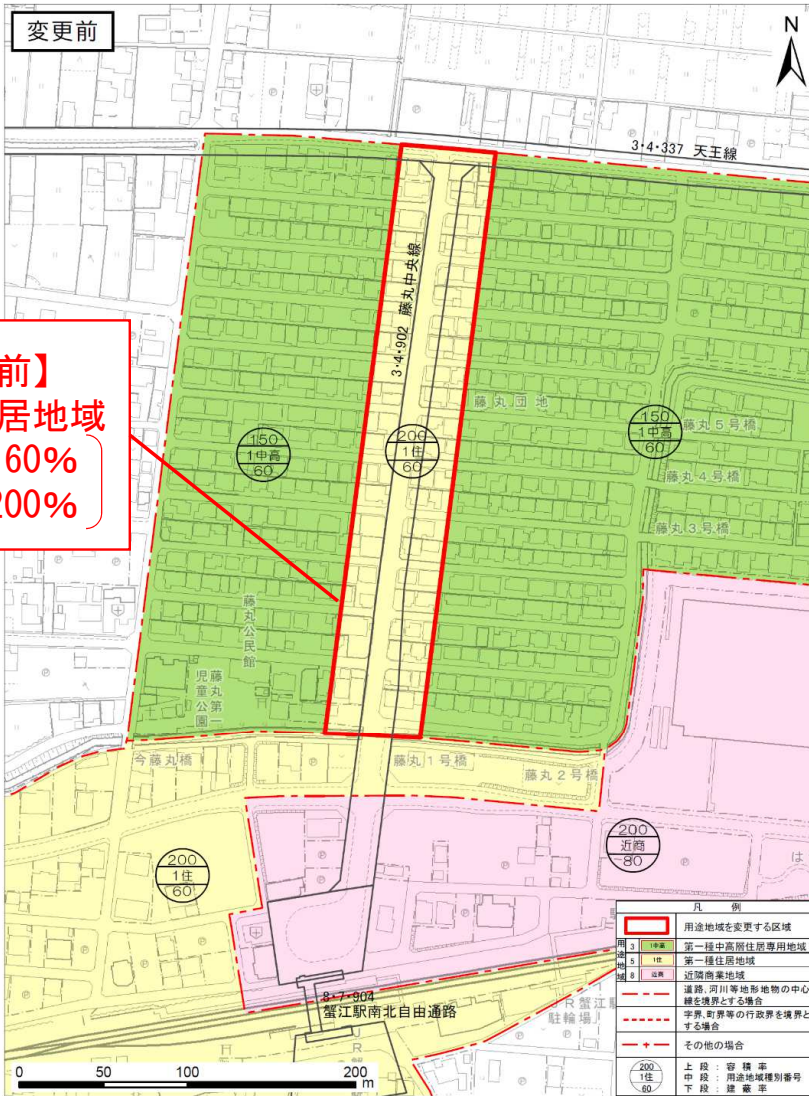 変更前
N
3・4・337 天王線
3・4・902 藤丸中央線
前】
居地域
60%
200%
藤丸団地
150
1中高
60
200
1住
60
150
1中高
60
藤丸5号橋
藤丸4号橋
藤丸3号橋
藤丸公民館
藤丸第一
児童公園
今藤丸橋
藤丸1号橋
藤丸2号橋
200
1住
60
200
近商
80
は
8・7・904
蟹江駅南北自由通路
R蟹江駅
駐輪場
凡例
用途地域を変更する区域
用途地域
3 1中高 第一種中高層住居専用地域
5 1住 第一種住居地域
8 近商 近隣商業地域
道路、河川等地形地物の中心
線を境界とする場合
字界、町界等の行政界を境界と
する場合
その他の場合
200
1住
60
上段:容積率
中段:用途地域種別番号
下段:建蔽率
0 50 100 200 m